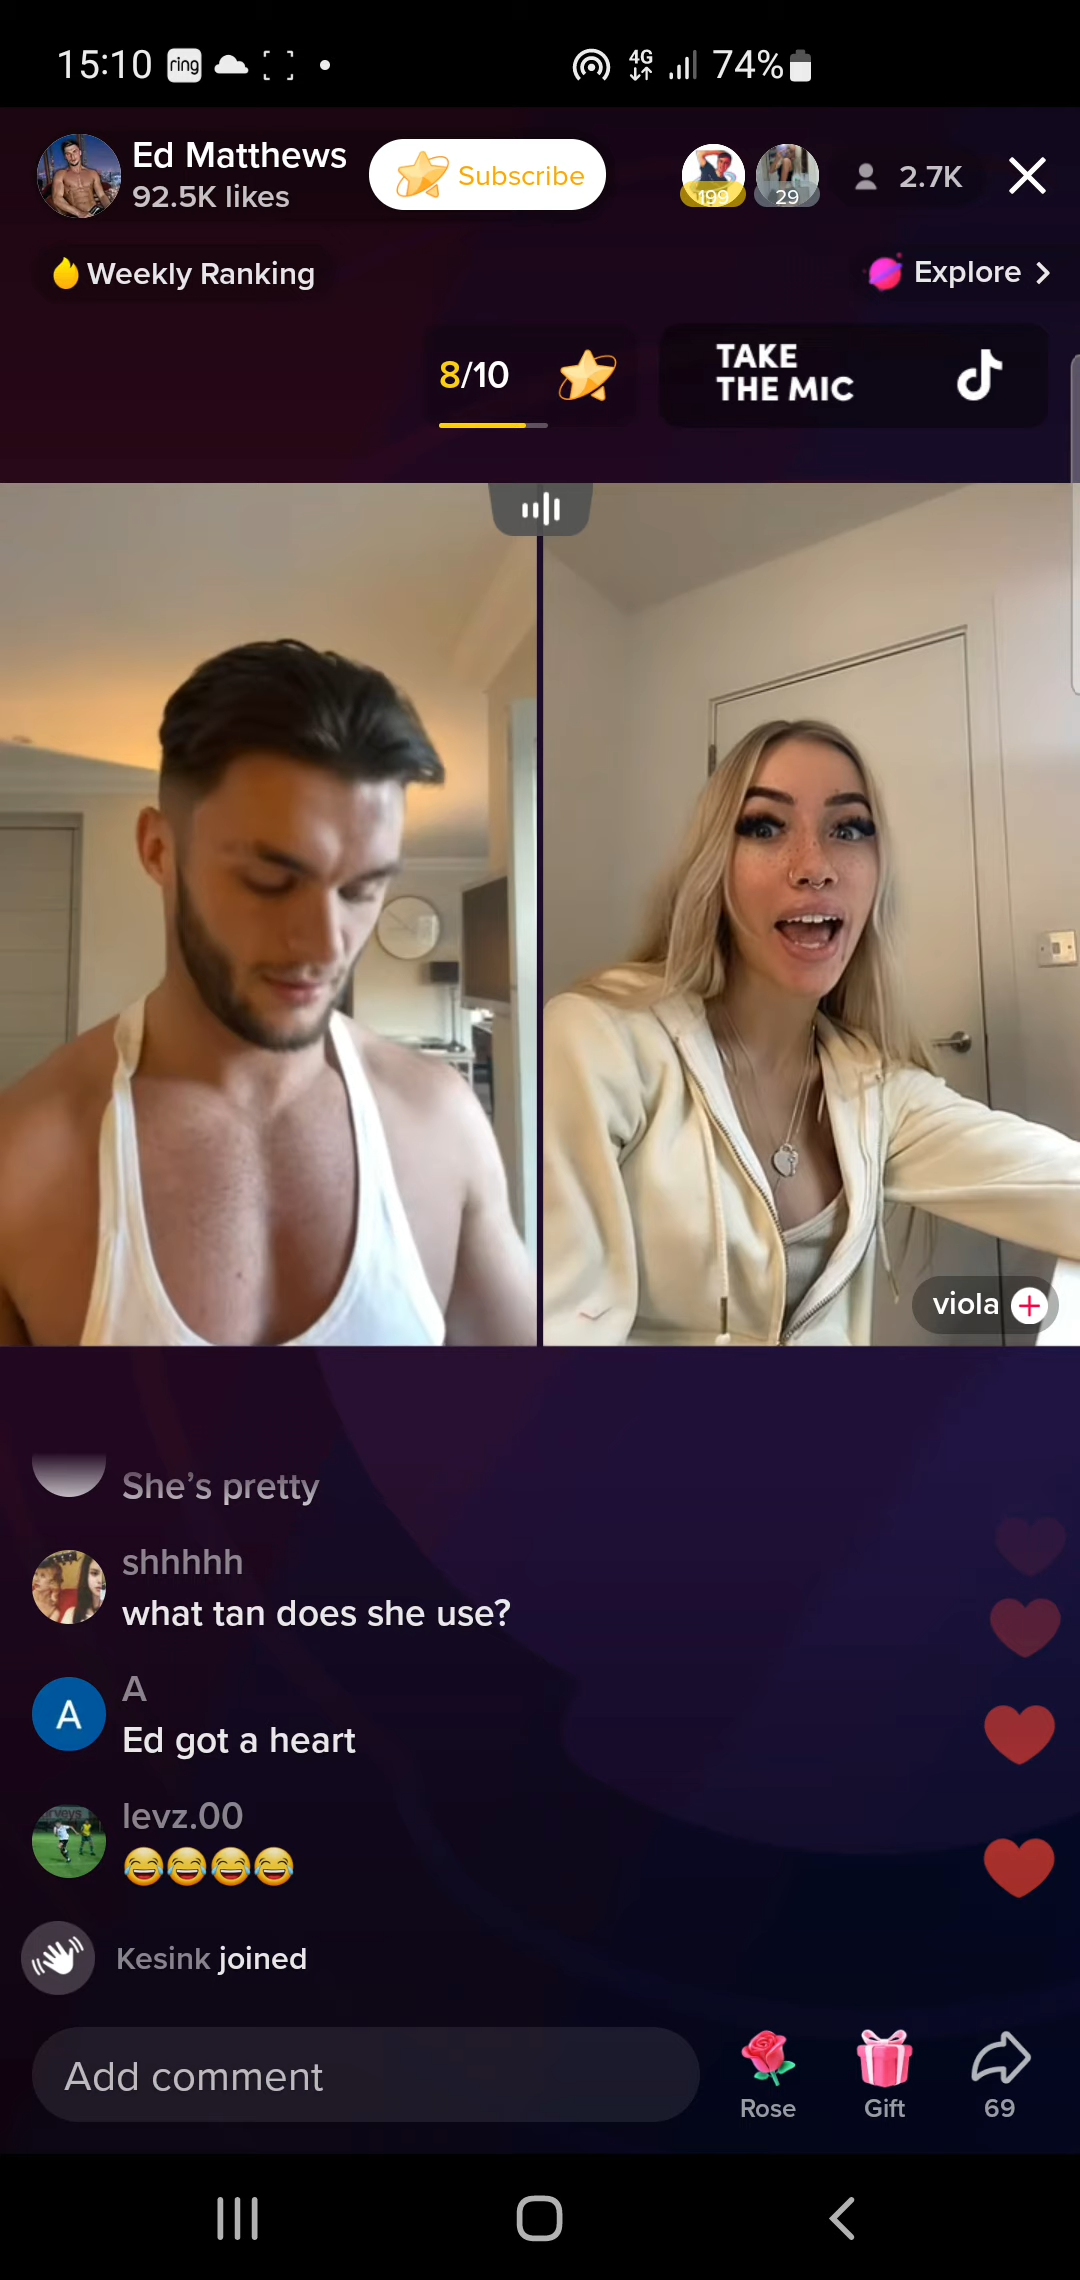 15:10 ring 4G 74%
Ed Matthews
92.5K likes
Subscribe
199
29
2.7K
Weekly Ranking
Explore
8/10
TAKE
THE MIC
viola
She’s pretty
shhhhh
what tan does she use?
A
A
Ed got a heart
levz.00
😂😂😂😂
Kesink joined
Add comment
Rose
Gift
69